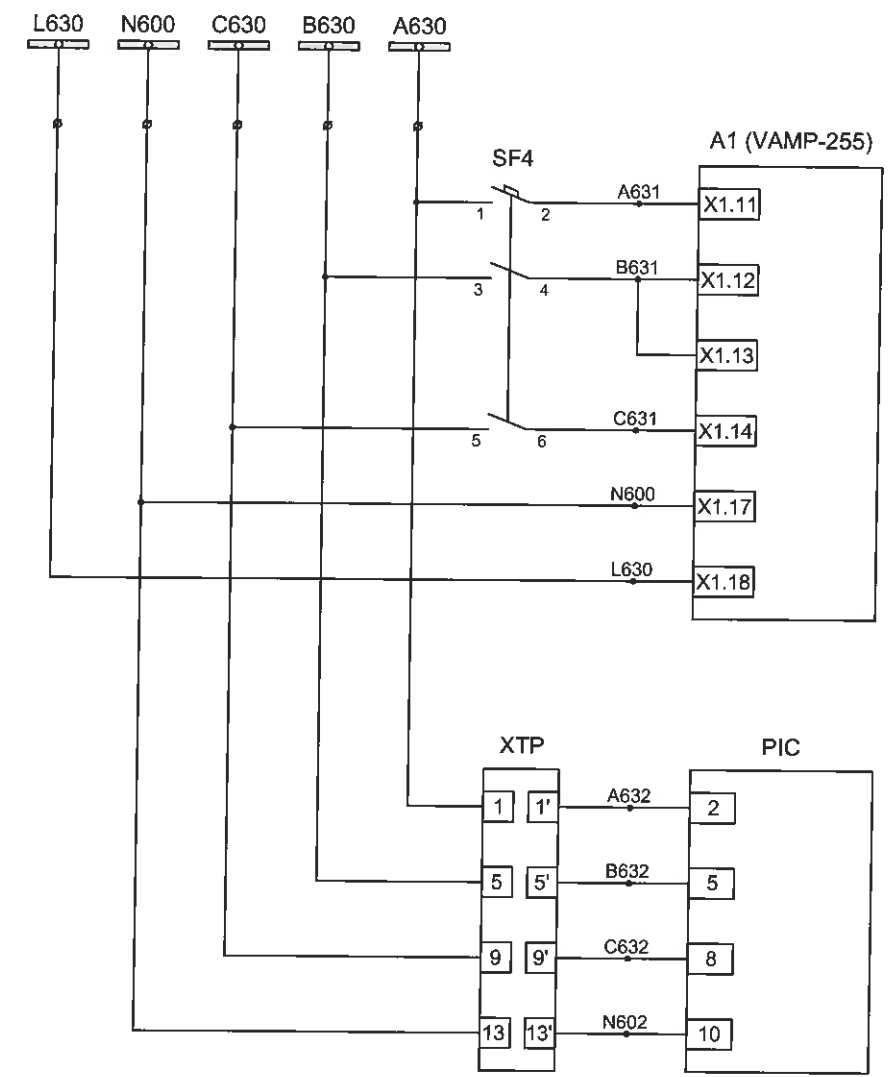 L630 N600 C630 B630 A630
A1 (VAMP-255)
SF4
1 2 A631 X1.11
3 4 B631 X1.12
X1.13
5 6 C631 X1.14
N600 X1.17
L630 X1.18
XTP PIC
1 1' A632 2
5 5' B632 5
9 9' C632 8
13 13' N602 10